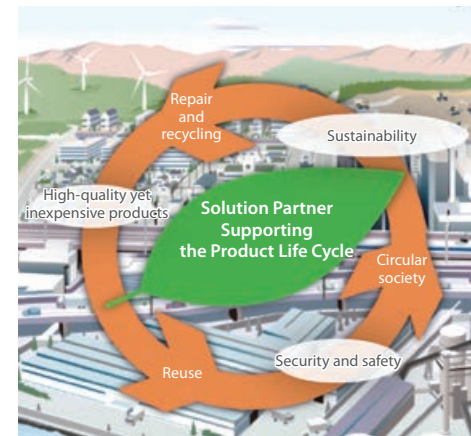 Repair
and
recycling
Sustainability
High-quality yet
inexpensive products
Solution Partner
Supporting
the Product Life Cycle
Circular
society
Security and safety
Reuse